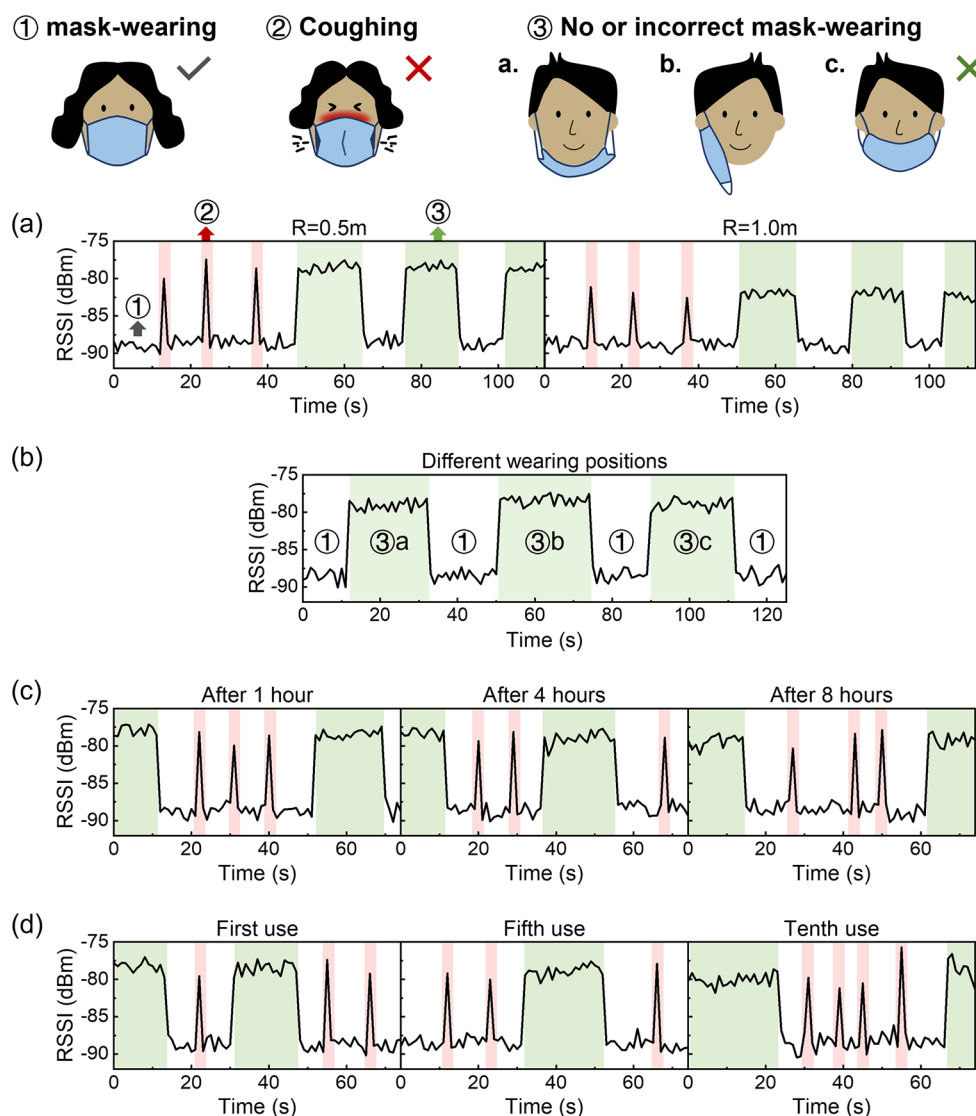 ① mask-wearing
② Coughing
③ No or incorrect mask-wearing
a.
b.
c.
(a)
②
③
R=0.5m
R=1.0m
①
RSSI (dBm)
-75
-80
-85
-90
0 20 40 60 80 100
0 20 40 60 80 100
Time (s)
Time (s)
(b)
Different wearing positions
RSSI (dBm)
-75
-80
-85
-90
① ③a ① ③b ① ③c ①
0 20 40 60 80 100 120
Time (s)
(c)
After 1 hour
After 4 hours
After 8 hours
RSSI (dBm)
-75
-80
-85
-90
0 20 40 60
0 20 40 60
0 20 40 60
Time (s)
Time (s)
Time (s)
(d)
First use
Fifth use
Tenth use
RSSI (dBm)
-75
-80
-85
-90
0 20 40 60
0 20 40 60
0 20 40 60
Time (s)
Time (s)
Time (s)